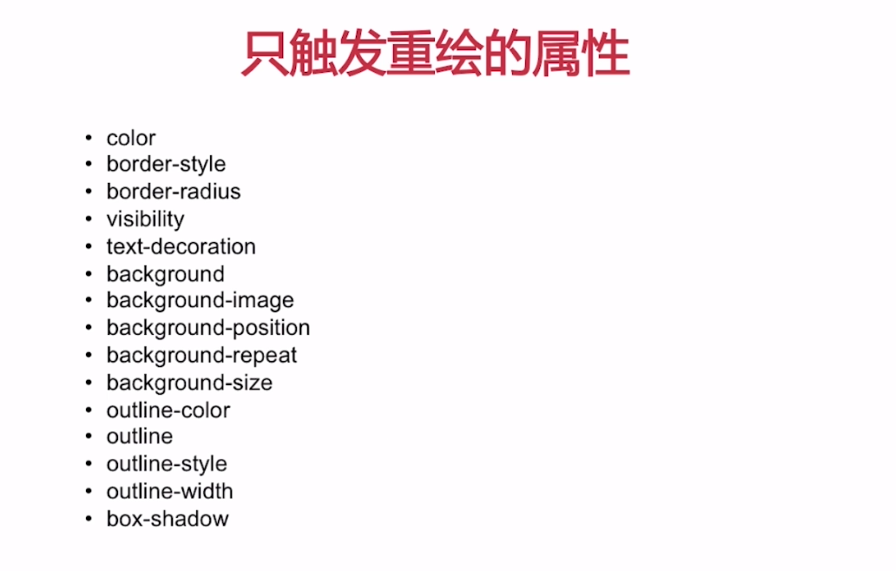 只触发重绘的属性
• color
• border-style
• border-radius
• visibility
• text-decoration
• background
• background-image
• background-position
• background-repeat
• background-size
• outline-color
• outline
• outline-style
• outline-width
• box-shadow